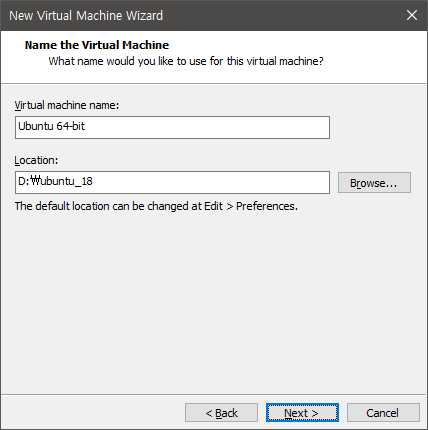 New Virtual Machine Wizard
Name the Virtual Machine
What name would you like to use for this virtual machine?
Virtual machine name:
Ubuntu 64-bit
Location:
D:₩ubuntu_18
Browse...
The default location can be changed at Edit > Preferences.
< Back
Next >
Cancel